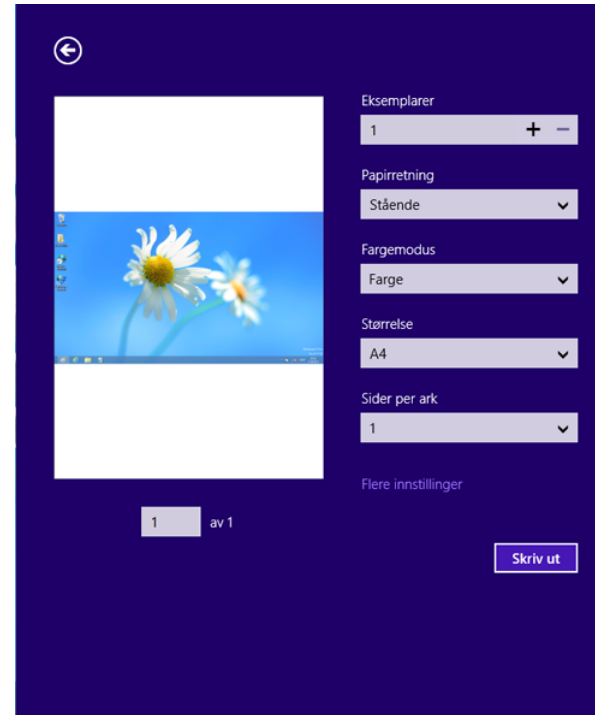 Eksemplarer
1
Papirretning
Stående
Fargemodus
Farge
Størrelse
A4
Sider per ark
1
Flere innstillinger
1 av 1
Skriv ut